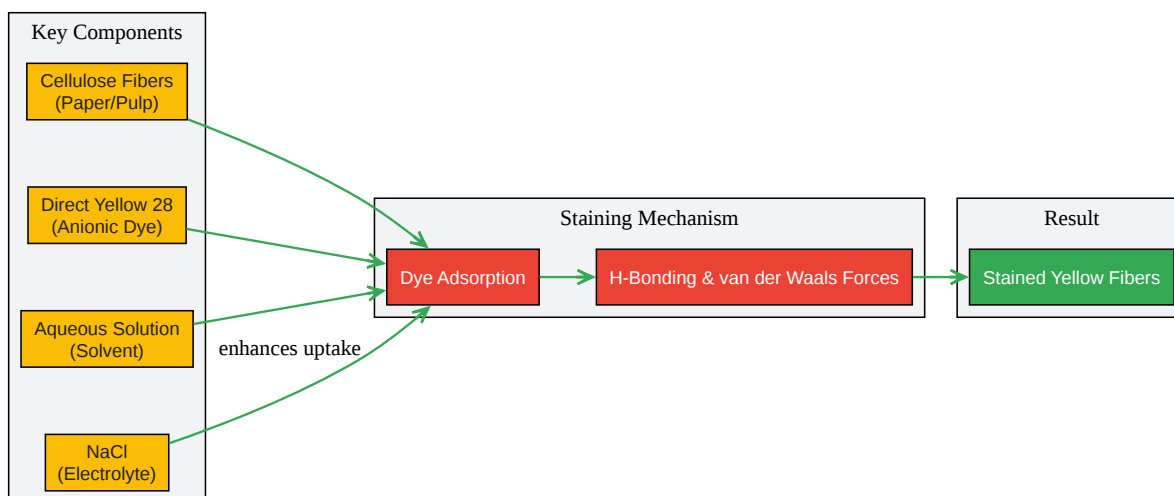 Key Components
Cellulose Fibers
(Paper/Pulp)
Direct Yellow 28
(Anionic Dye)
Aqueous Solution
(Solvent)
NaCl
(Electrolyte)
enhances uptake
Staining Mechanism
Dye Adsorption
H-Bonding & van der Waals Forces
Result
Stained Yellow Fibers